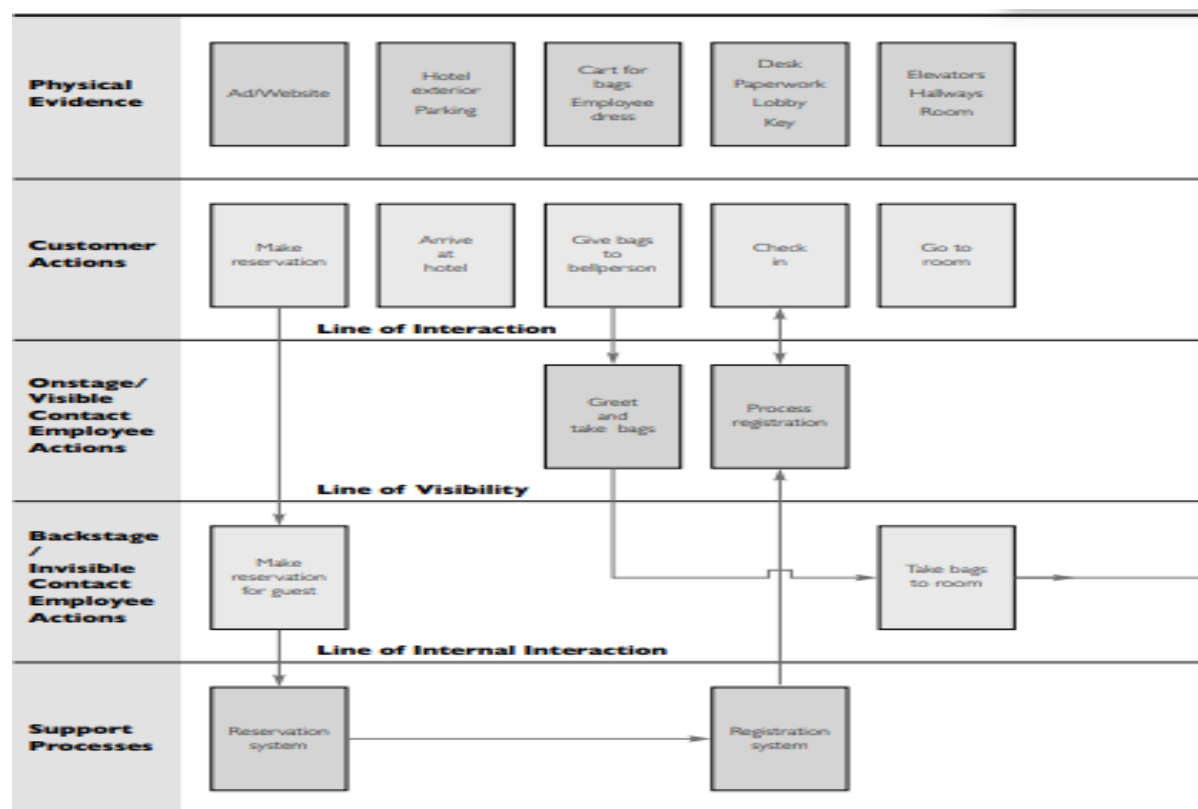 Physical
Evidence
Ad/Website
Hotel
exterior
Parking
Cart for
bags
Employee
dress
Desk
Paperwork
Lobby
Key
Elevators
Hallways
Room
Customer
Actions
Make
reservation
Arrive
at
hotel
Give bags
to
bellperson
Check
in
Go to
room
Line of Interaction
Onstage/
Visible
Contact
Employee
Actions
Greet
and
take bags
Process
registration
Line of Visibility
Backstage
/
Invisible
Contact
Employee
Actions
Make
reservation
for guest
Take bags
to room
Line of Internal Interaction
Support
Processes
Reservation
system
Registration
system